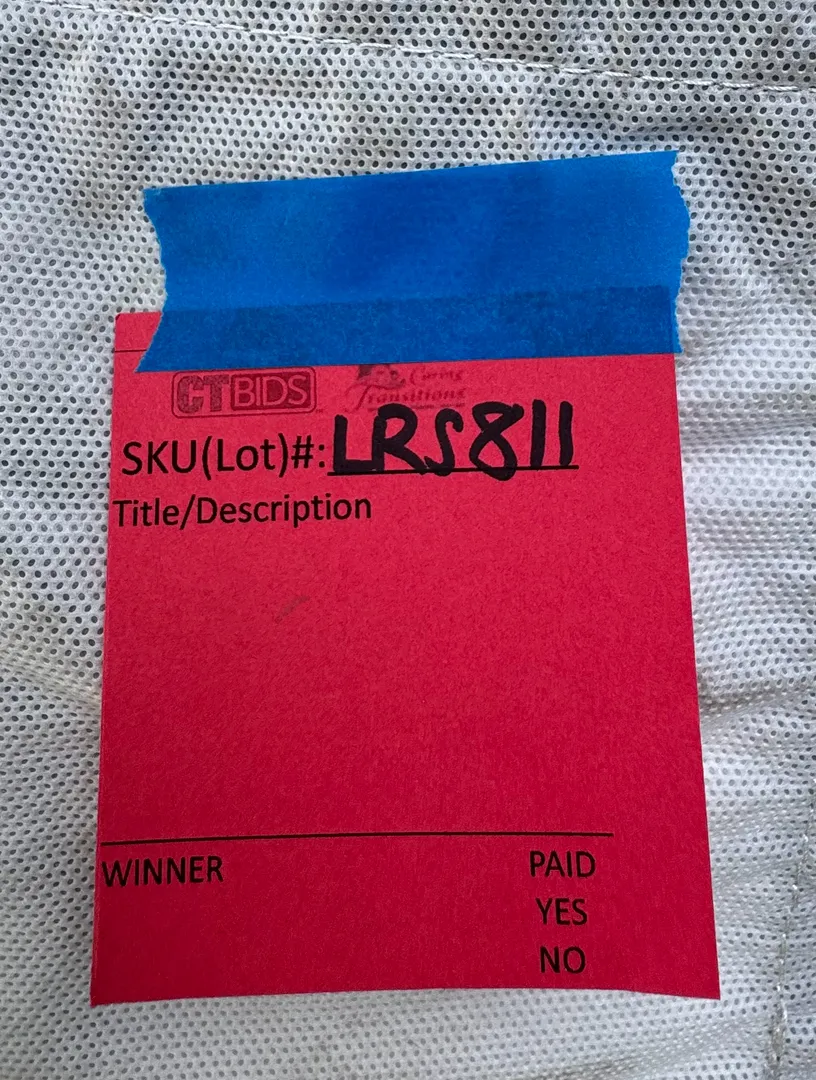 CTBIDS Caring
Transitions
SKU(Lot)#: LRS811
Title/Description
WINNER PAID
YES
NO